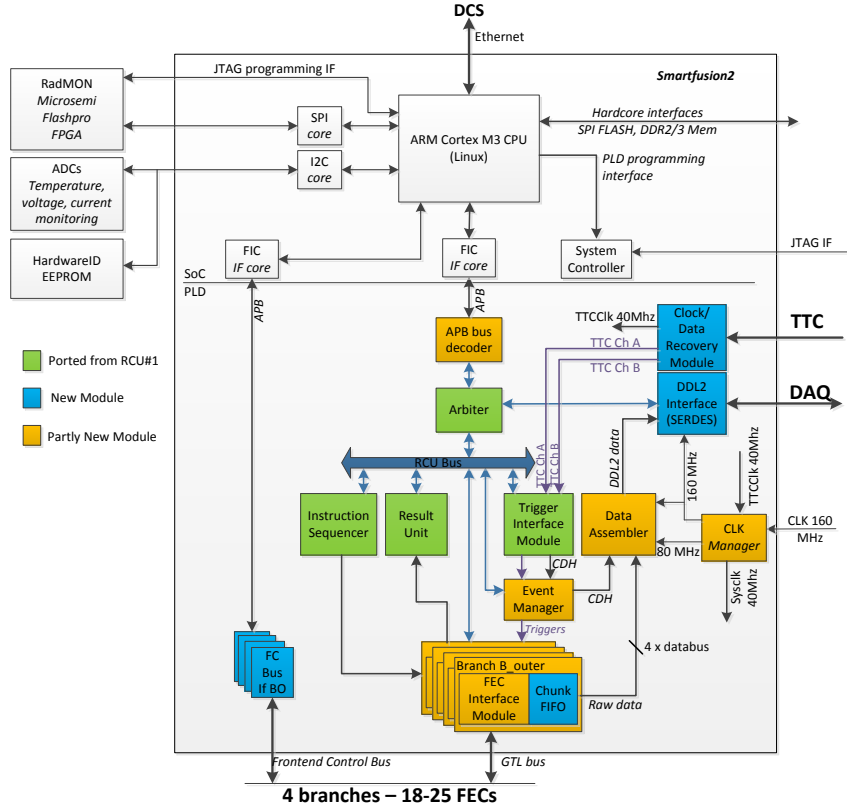 DCS
Ethernet
Smartfusion2
RadMON
Microsemi
Flashpro
FPGA
JTAG programming IF
SPI
core
ARM Cortex M3 CPU
(Linux)
Hardcore interfaces
SPI FLASH, DDR2/3 Mem
ADCs
Temperature,
voltage, current
monitoring
I2C
core
PLD programming
interface
HardwareID
EEPROM
FIC
IF core
FIC
IF core
System
Controller
JTAG IF
SoC
PLD
APB
APB
APB bus
decoder
TTCClk 40Mhz
Clock/
Data
Recovery
Module
TTC
TTC Ch A
TTC Ch B
Ported from RCU#1
New Module
Partly New Module
Arbiter
DDL2
Interface
(SERDES)
DAQ
RCU Bus
TTC Ch A
TTC Ch B
DDL2 data
160 MHz
TTCClk 40Mhz
Instruction
Sequencer
Result
Unit
Trigger
Interface
Module
Data
Assembler
CLK
Manager
CLK 160
MHz
80 MHz
CDH
Event
Manager
CDH
Sysclk
40Mhz
Triggers
4 x databus
FC
Bus
If BO
Branch B_outer
FEC
Interface
Module
Chunk
FIFO
Raw data
Frontend Control Bus
GTL bus
4 branches – 18-25 FECs